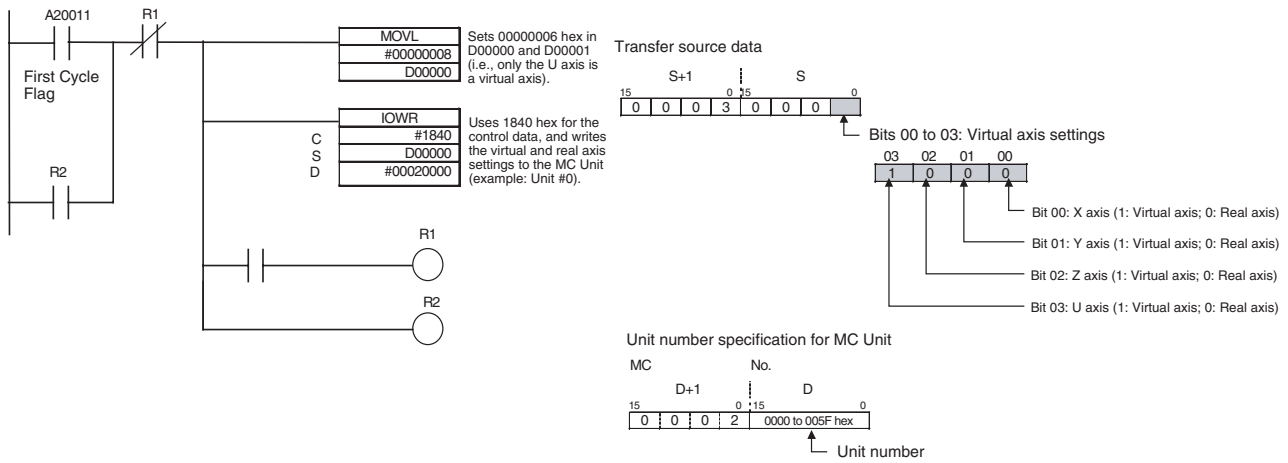 A20011
R1
First Cycle
Flag
R2
MOVL
#00000008
D00000
Sets 00000006 hex in
D00000 and D00001
(i.e., only the U axis is
a virtual axis).
IOWR
C #1840
S D00000
D #00020000
Uses 1840 hex for the
control data, and writes
the virtual and real axis
settings to the MC Unit
(example: Unit #0).
R1
R2
Transfer source data
S+1 S
15 0 15 0
0 0 0 3 0 0 0
Bits 00 to 03: Virtual axis settings
03 02 01 00
1 0 0 0
Bit 00: X axis (1: Virtual axis; 0: Real axis)
Bit 01: Y axis (1: Virtual axis; 0: Real axis)
Bit 02: Z axis (1: Virtual axis; 0: Real axis)
Bit 03: U axis (1: Virtual axis; 0: Real axis)
Unit number specification for MC Unit
MC No.
D+1 D
15 0 15 0
0 0 0 2 0000 to 005F hex
Unit number